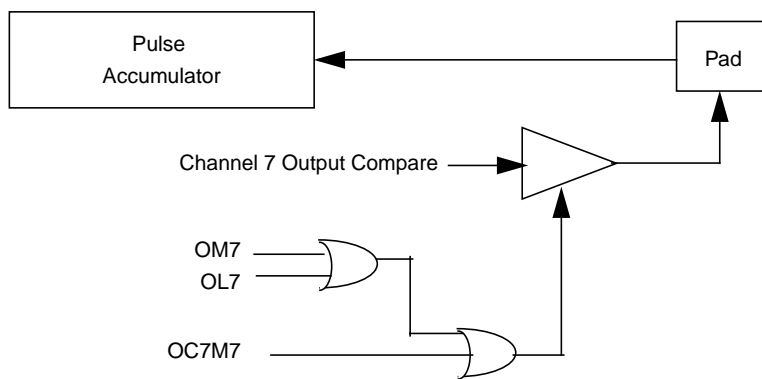 Pulse
Accumulator
Pad
Channel 7 Output Compare
OM7
OL7
OC7M7